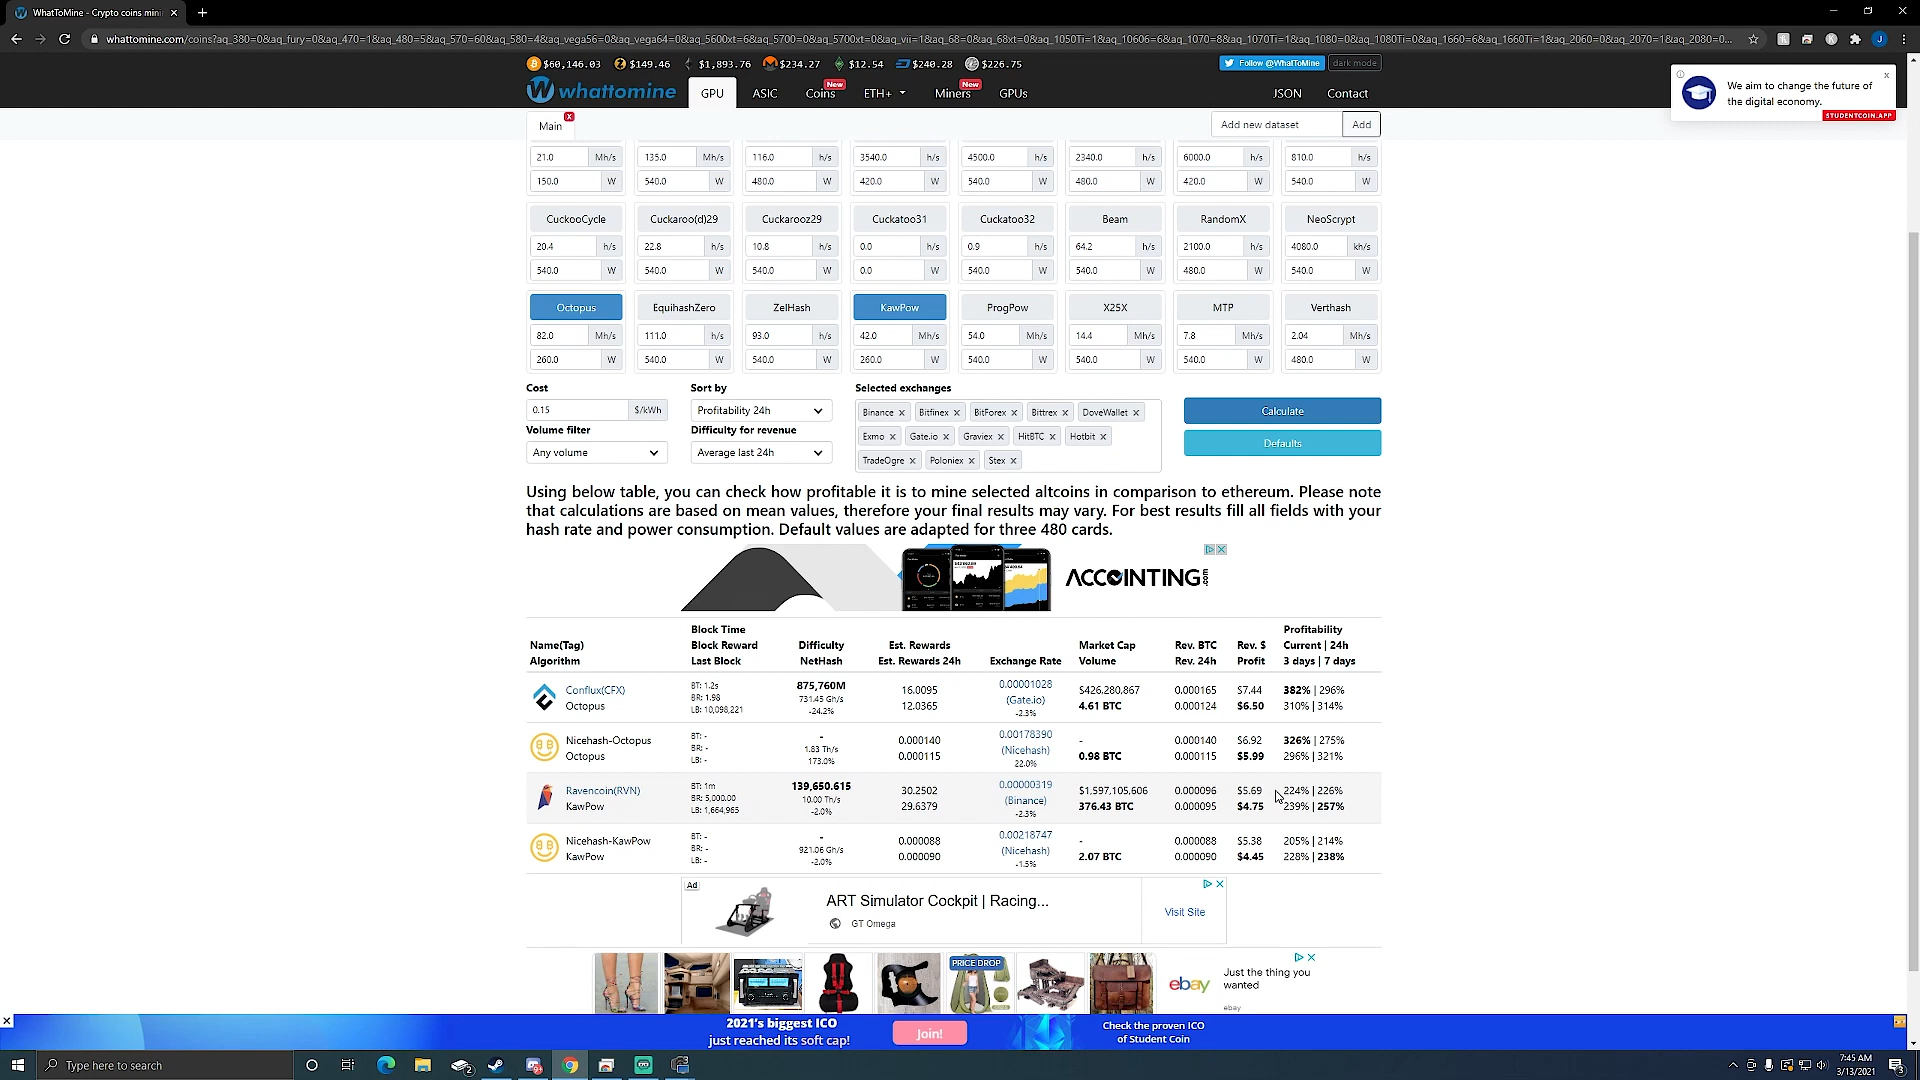 WhatToMine - Crypto coins mini
whattomine.com/coins?aq_380=0&aq_fury=0&aq_470=1&aq_480=5&aq_570=60&aq_580=4&aq_vega56=0&aq_vega64=0&aq_5600xt=6&aq_5700=0&aq_5700xt=0&aq_vii=1&aq_68=0&aq_68xt=0&aq_1050Ti=1&aq_10606=6&aq_1070=8&aq_1070Ti=1&aq_1080=0&aq_1080Ti=0&aq_1660=6&aq_1660Ti=1&aq_2060=0&aq_2070=1&aq_2080=0...
$60,146.03 $149.46 $1,893.76 $234.27 $12.54 $240.28 $226.75
Follow @WhatToMine dark mode
whattomine GPU ASIC Coins New ETH+ Miners New GPUs JSON Contact
We aim to change the future of
the digital economy.
STUDENTCOIN.APP
Main x Add new dataset Add
21.0 Mh/s 135.0 Mh/s 116.0 h/s 3540.0 h/s 4500.0 h/s 2340.0 h/s 6000.0 h/s 810.0 h/s
150.0 W 540.0 W 480.0 W 420.0 W 540.0 W 480.0 W 420.0 W 540.0 W
CuckooCycle Cuckaroo(d)29 Cuckarooz29 Cuckatoo31 Cuckatoo32 Beam RandomX NeoScrypt
20.4 h/s 22.8 h/s 10.8 h/s 0.0 h/s 0.9 h/s 64.2 h/s 2100.0 h/s 4080.0 kh/s
540.0 W 540.0 W 540.0 W 0.0 W 540.0 W 540.0 W 480.0 W 540.0 W
Octopus EquihashZero ZelHash KawPow ProgPow X25X MTP Verthash
82.0 Mh/s 111.0 h/s 93.0 h/s 42.0 Mh/s 54.0 Mh/s 14.4 Mh/s 7.8 Mh/s 2.04 Mh/s
260.0 W 540.0 W 540.0 W 260.0 W 540.0 W 540.0 W 540.0 W 480.0 W
Cost Sort by Selected exchanges
0.15 $/kWh Profitability 24h Binance × Bitfinex × BitForex × Bittrex × DoveWallet × Calculate
Volume filter Difficulty for revenue Exmo × Gate.io × Graviex × HitBTC × Hotbit × Defaults
Any volume Average last 24h TradeOgre × Poloniex × Stex ×
Using below table, you can check how profitable it is to mine selected altcoins in comparison to ethereum. Please note
that calculations are based on mean values, therefore your final results may vary. For best results fill all fields with your
hash rate and power consumption. Default values are adapted for three 480 cards.
ACCOINTING.com
Block Time Profitability
Name(Tag) Block Reward Difficulty Est. Rewards Market Cap Rev. BTC Rev. $ Current | 24h
Algorithm Last Block NetHash Est. Rewards 24h Exchange Rate Volume Rev. 24h Profit 3 days | 7 days
Conflux(CFX) BT: 1.2s 875,760M 16.0095 0.00001028 $426,280,867 0.000165 $7.44 382% | 296%
Octopus BR: 1.98 731.45 Gh/s 12.0365 (Gate.io) 4.61 BTC 0.000124 $6.50 310% | 314%
LB: 10,098,221 -24.2% -2.3%
Nicehash-Octopus BT: - - 0.000140 0.00178390 - 0.000140 $6.92 326% | 275%
Octopus BR: - 1.83 Th/s 0.000115 (Nicehash) 0.98 BTC 0.000115 $5.99 296% | 321%
LB: - 173.0% 22.0%
Ravencoin(RVN) BT: 1m 139,650.615 30.2502 0.00000319 $1,597,105,606 0.000096 $5.69 224% | 226%
KawPow BR: 5,000.00 10.00 Th/s 29.6379 (Binance) 376.43 BTC 0.000095 $4.75 239% | 257%
LB: 1,664,965 -2.0% -2.3%
Nicehash-KawPow BT: - - 0.000088 0.00218747 - 0.000088 $5.38 205% | 214%
KawPow BR: - 921.06 Gh/s 0.000090 (Nicehash) 2.07 BTC 0.000090 $4.45 228% | 238%
LB: - -2.0% -1.5%
Ad
ART Simulator Cockpit | Racing...
GT Omega
Visit Site
PRICE DROP
ebay
Just the thing you
wanted
ebay
2021's biggest ICO
just reached its soft cap!
Join!
Check the proven ICO
of Student Coin
Type here to search
7:45 AM
3/13/2021